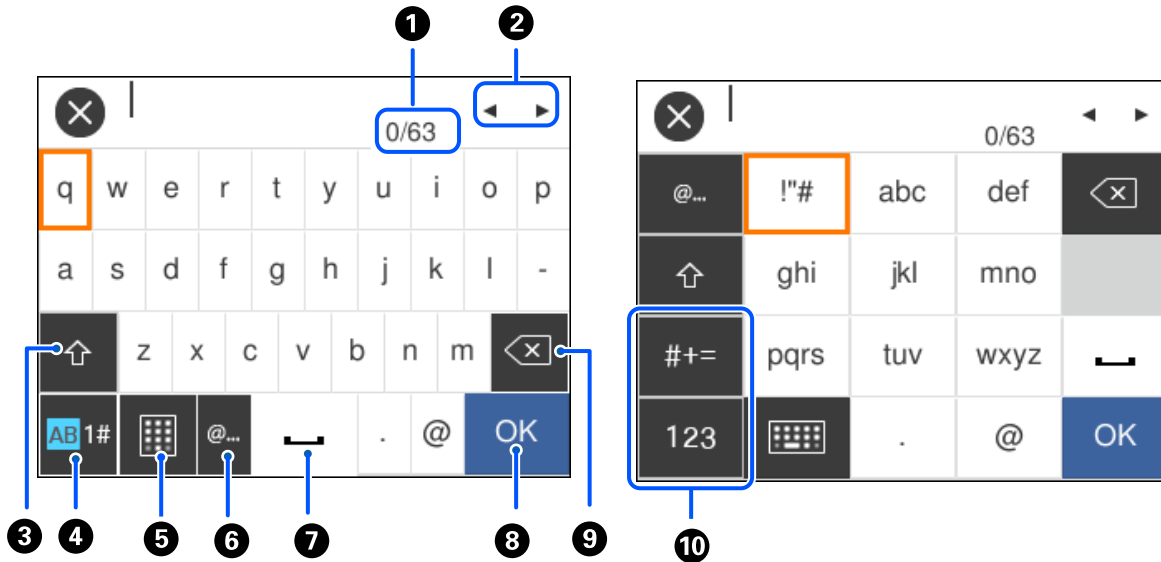 1 2
0/63
q w e r t y u i o p
a s d f g h j k l -
z x c v b n m
AB 1# @... . @ OK
3 4 5 6 7 8 9
0/63
@... !"# abc def
ghi jkl mno
#+= pqrs tuv wxyz
123 . @ OK
10